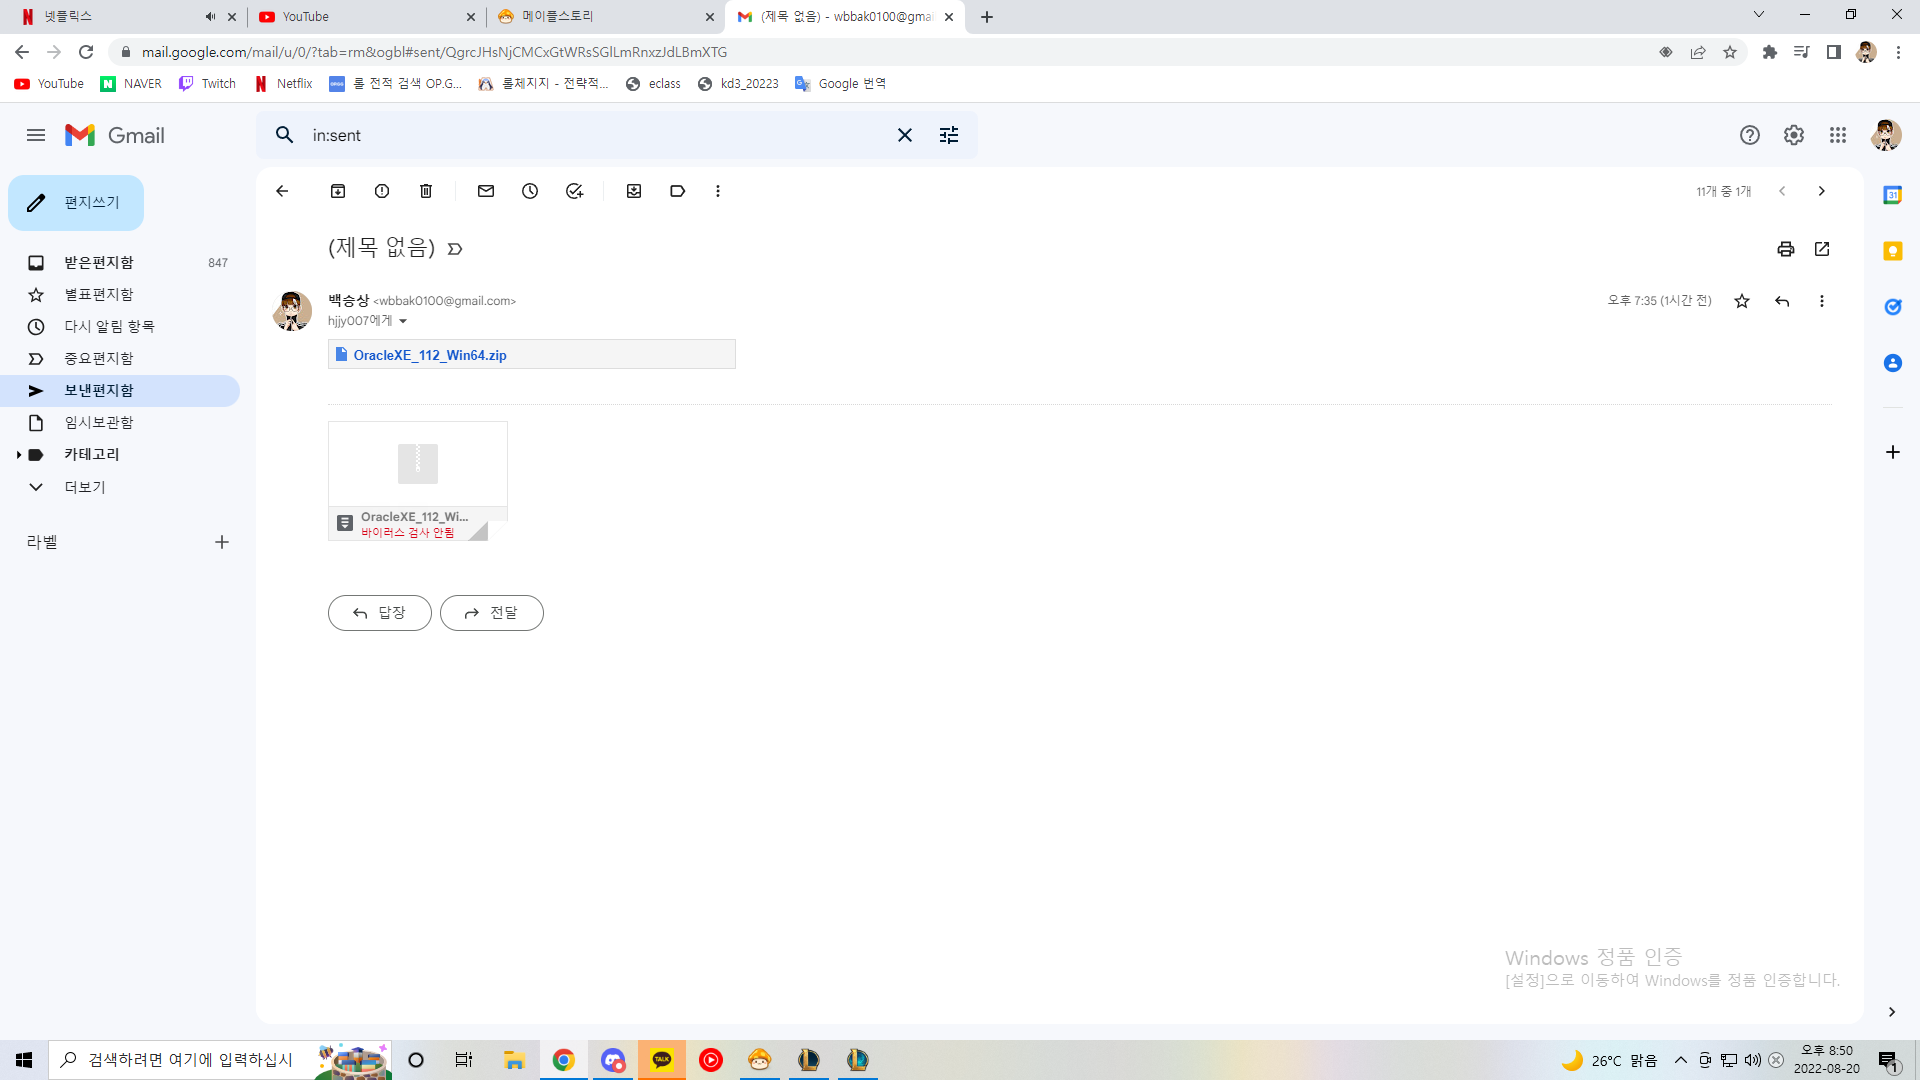 넷플릭스
YouTube
메이플스토리
(제목 없음) - wbbak0100@gmai
mail.google.com/mail/u/0/?tab=rm&ogbl#sent/QgrcJHsNjCMCxGtWRsSGlLmRnxzJdLBmXTG
YouTube
NAVER
Twitch
Netflix
롤 전적 검색 OP.G...
롤체지지 - 전략적...
eclass
kd3_20223
Google 번역
Gmail
in:sent
편지쓰기
11개 중 1개
(제목 없음)
받은편지함 847
별표편지함
다시 알림 항목
중요편지함
보낸편지함
임시보관함
카테고리
더보기
라벨
백승상 <wbbak0100@gmail.com>
오후 7:35 (1시간 전)
hjjy007에게
OracleXE_112_Win64.zip
OracleXE_112_Wi...
바이러스 검사 안됨
답장
전달
Windows 정품 인증
[설정]으로 이동하여 Windows를 정품 인증합니다.
검색하려면 여기에 입력하십시
TALK
26°C 맑음
오후 8:50
2022-08-20
1